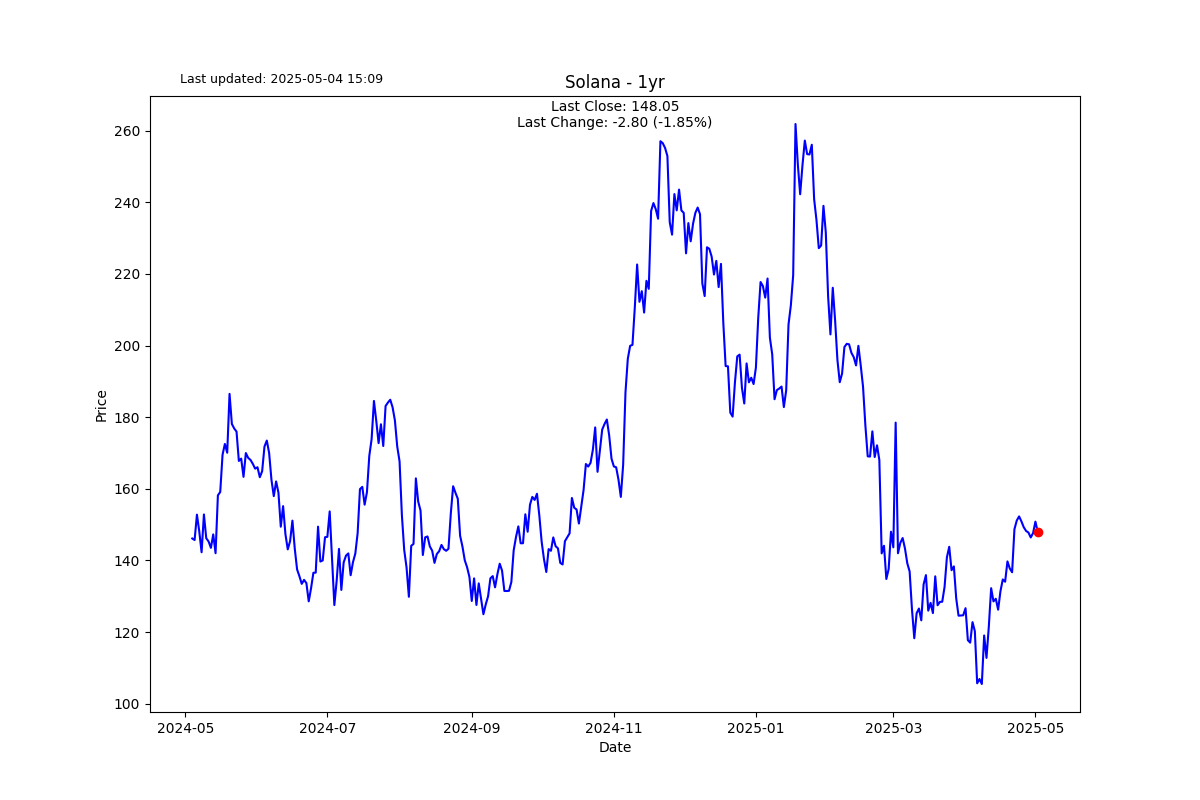 Last updated: 2025-05-04 15:09
Solana - 1yr
Last Close: 148.05
Last Change: -2.80 (-1.85%)
260
240
220
200
180
160
140
120
100
Price
2024-05
2024-07
2024-09
2024-11
2025-01
2025-03
2025-05
Date